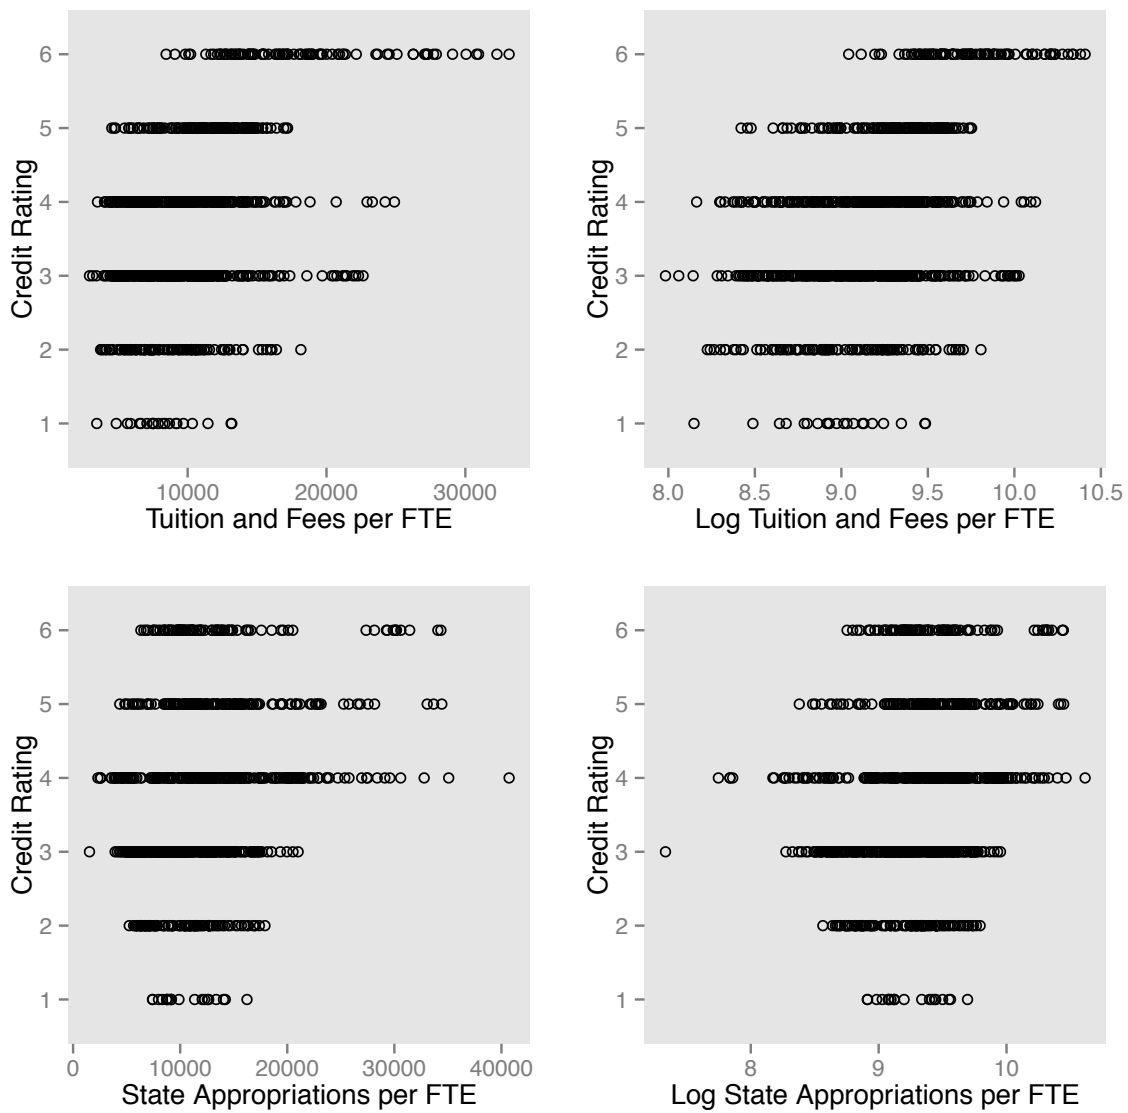 Credit Rating
6
5
4
3
2
1
10000 20000 30000
Tuition and Fees per FTE
Credit Rating
6
5
4
3
2
1
8.0 8.5 9.0 9.5 10.0 10.5
Log Tuition and Fees per FTE
Credit Rating
6
5
4
3
2
1
0 10000 20000 30000 40000
State Appropriations per FTE
Credit Rating
6
5
4
3
2
1
8 9 10
Log State Appropriations per FTE